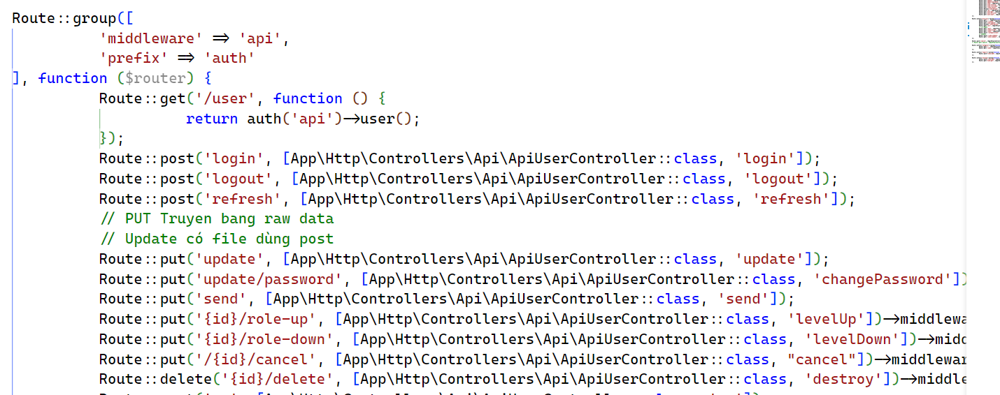 Route::group([
'middleware' => 'api',
'prefix' => 'auth'
], function ($router) {
Route::get('/user', function () {
return auth('api')->user();
});
Route::post('login', [App\Http\Controllers\Api\ApiUserController::class, 'login']);
Route::post('logout', [App\Http\Controllers\Api\ApiUserController::class, 'logout']);
Route::post('refresh', [App\Http\Controllers\Api\ApiUserController::class, 'refresh']);
// PUT Truyen bang raw data
// Update có file dùng post
Route::put('update', [App\Http\Controllers\Api\ApiUserController::class, 'update']);
Route::put('update/password', [App\Http\Controllers\Api\ApiUserController::class, 'changePassword'])
Route::put('send', [App\Http\Controllers\Api\ApiUserController::class, 'send']);
Route::put('{id}/role-up', [App\Http\Controllers\Api\ApiUserController::class, 'levelUp'])->middlewa
Route::put('{id}/role-down', [App\Http\Controllers\Api\ApiUserController::class, 'levelDown'])->midd
Route::put('/{id}/cancel', [App\Http\Controllers\Api\ApiUserController::class, "cancel"])->middlewar
Route::delete('{id}/delete', [App\Http\Controllers\Api\ApiUserController::class, 'destroy'])->middle